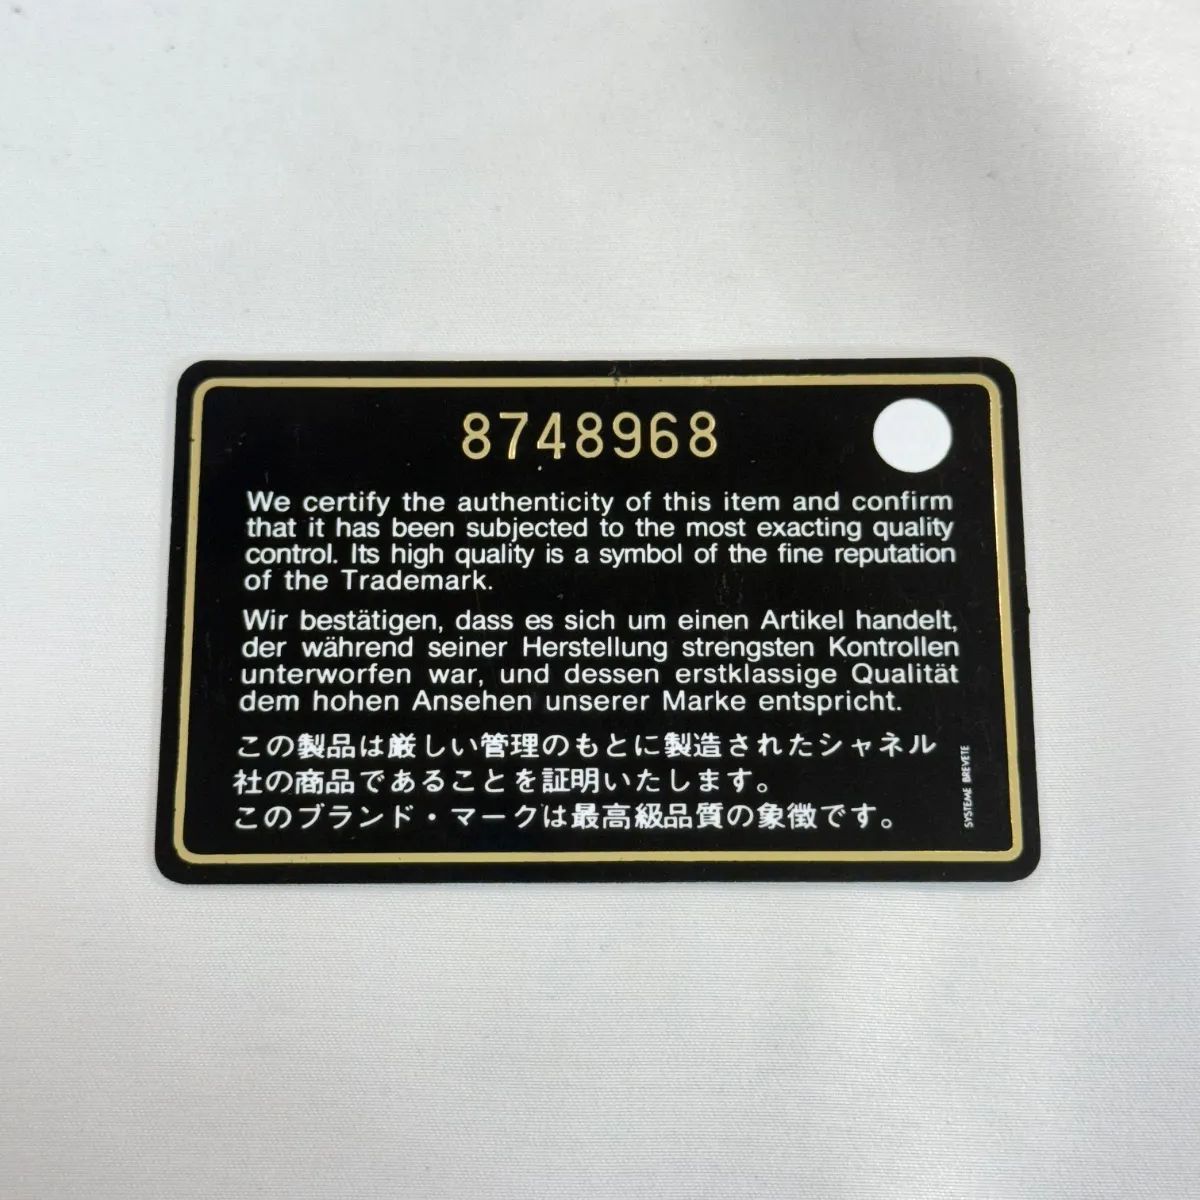 8748968
We certify the authenticity of this item and confirm
that it has been subjected to the most exacting quality
control. Its high quality is a symbol of the fine reputation
of the Trademark.
Wir bestätigen, dass es sich um einen Artikel handelt,
der während seiner Herstellung strengsten Kontrollen
unterworfen war, und dessen erstklassige Qualität
dem hohen Ansehen unserer Marke entspricht.
この製品は厳しい管理のもとに製造されたシャネル
社の商品であることを証明いたします。
このブランド・マークは最高級品質の象徴です。
SYSTEME BREVETE